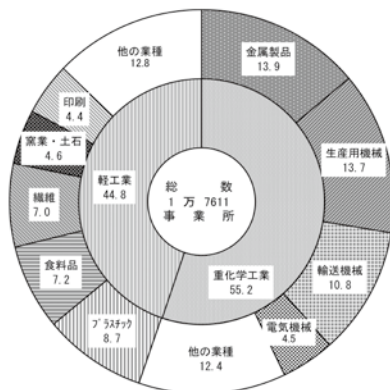 他の業種
12.8
金属製品
13.9
印刷
4.4
窯業・土石
4.6
生産用機械
13.7
軽工業
44.8
総　　数
1 万 7611
事 業 所
繊維
7.0
輸送機械
10.8
食料品
7.2
重化学工業
55.2
電気機械
4.5
プラスチック
8.7
他の業種
12.4